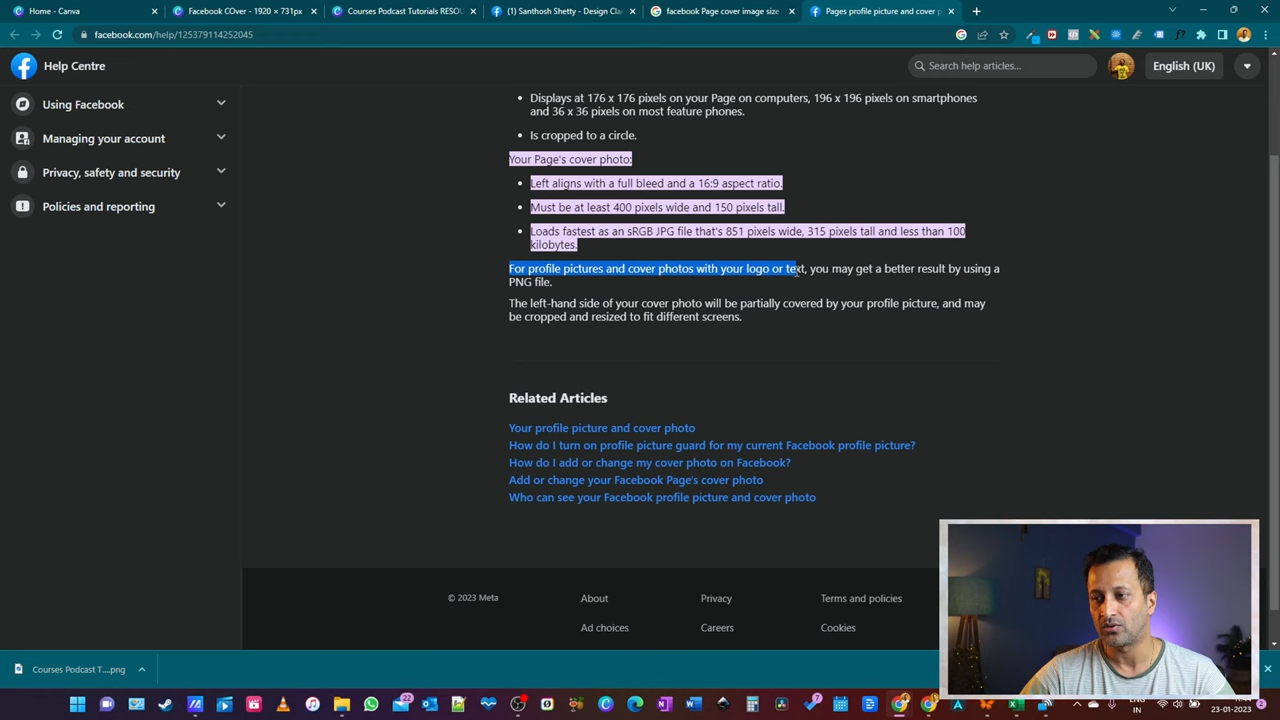 Home - Canva
Facebook COver - 1920 × 731px
Courses Podcast Tutorials RESOL
(1) Santhosh Shetty - Design Cla
facebook Page cover image size
Pages profile picture and cover p
facebook.com/help/125379114252045
Help Centre
Search help articles...
English (UK)
Using Facebook
Managing your account
Privacy, safety and security
Policies and reporting
• Displays at 176 x 176 pixels on your Page on computers, 196 x 196 pixels on smartphones
and 36 x 36 pixels on most feature phones.
• Is cropped to a circle.
Your Page's cover photo:
• Left aligns with a full bleed and a 16:9 aspect ratio.
• Must be at least 400 pixels wide and 150 pixels tall.
• Loads fastest as an sRGB JPG file that's 851 pixels wide, 315 pixels tall and less than 100
kilobytes.
For profile pictures and cover photos with your logo or text, you may get a better result by using a
PNG file.
The left-hand side of your cover photo will be partially covered by your profile picture, and may
be cropped and resized to fit different screens.
Related Articles
Your profile picture and cover photo
How do I turn on profile picture guard for my current Facebook profile picture?
How do I add or change my cover photo on Facebook?
Add or change your Facebook Page's cover photo
Who can see your Facebook profile picture and cover photo
© 2023 Meta
About
Privacy
Terms and policies
Ad choices
Careers
Cookies
Courses Podcast T....png
22
7
IN
23-01-2023